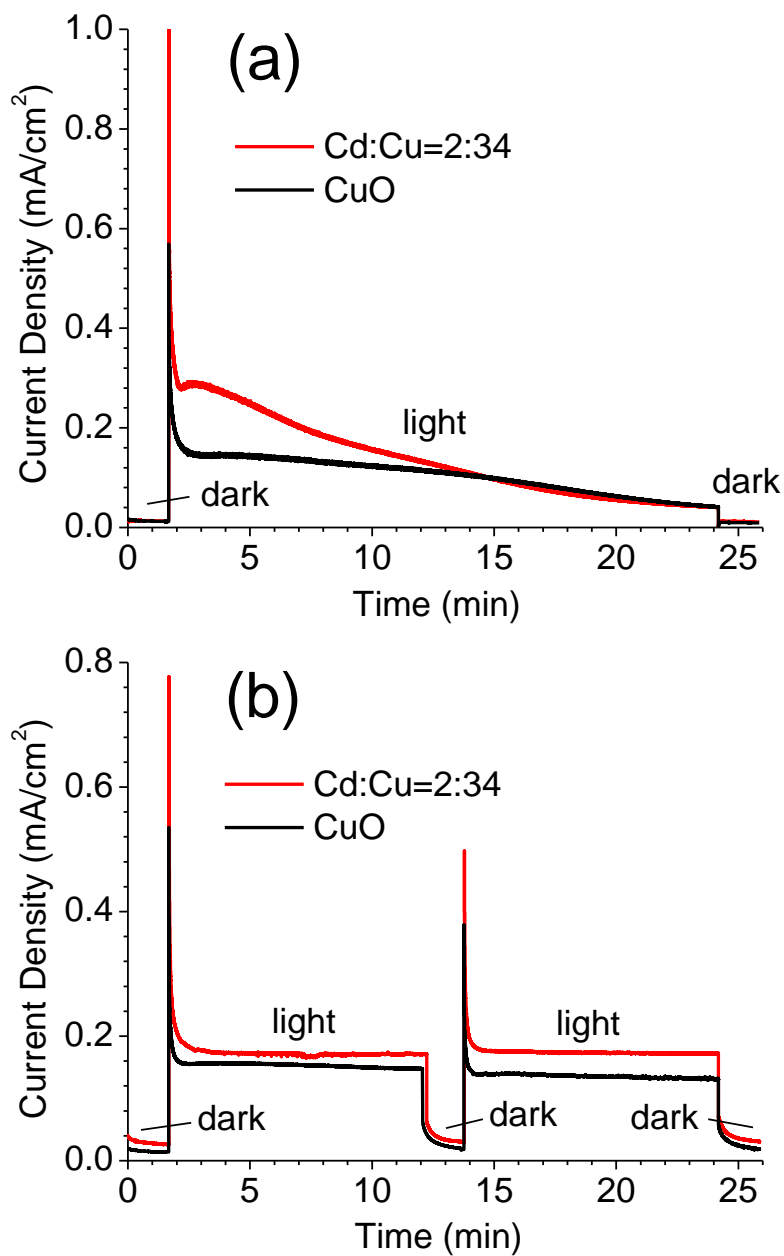 (a)
1.0
0.8
0.6
0.4
0.2
0.0
Current Density (mA/cm²)
Cd:Cu=2:34
CuO
light
dark
dark
0 5 10 15 20 25
Time (min)
(b)
0.8
0.6
0.4
0.2
0.0
Current Density (mA/cm²)
Cd:Cu=2:34
CuO
light
light
dark
dark
dark
0 5 10 15 20 25
Time (min)